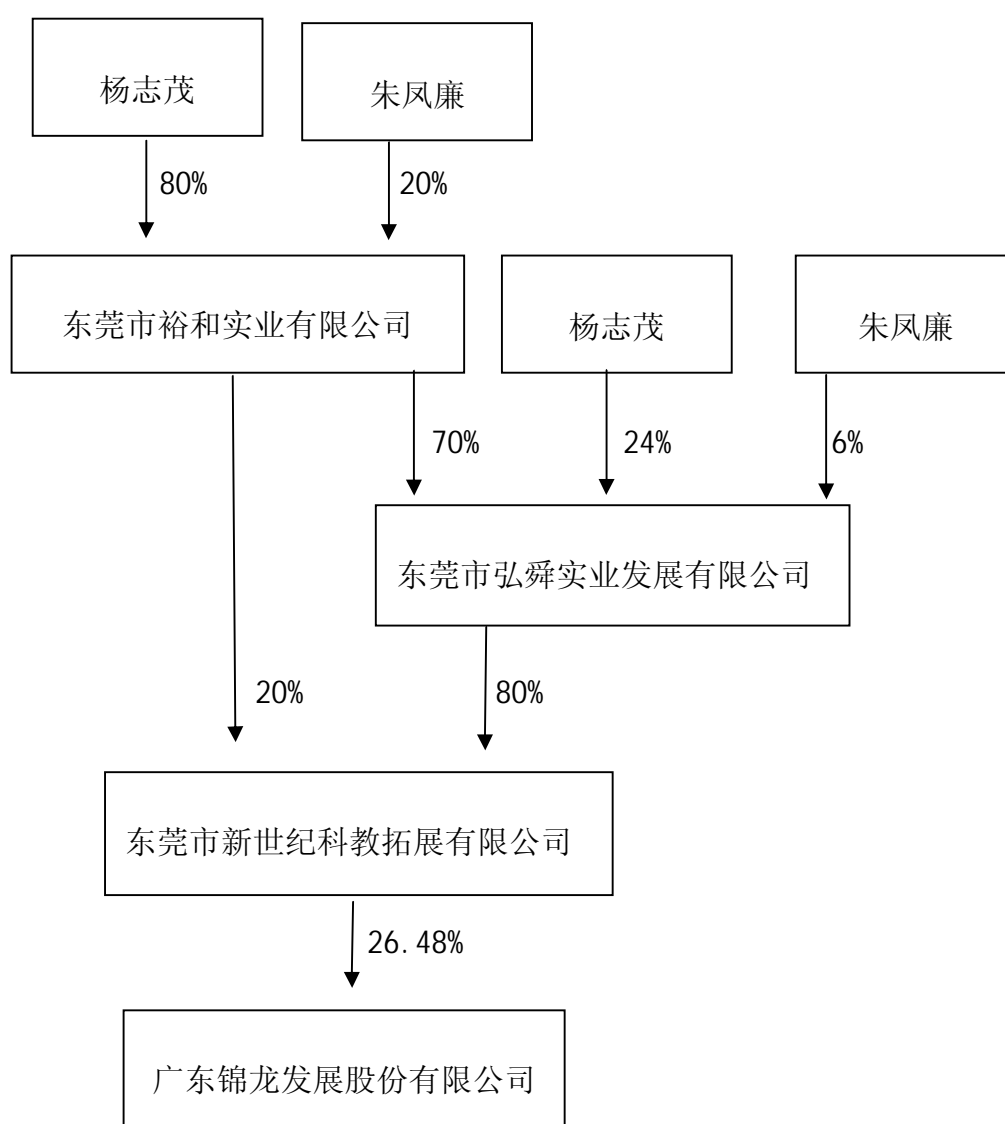 杨志茂
朱凤廉
80%
20%
东莞市裕和实业有限公司
杨志茂
朱凤廉
70%
24%
6%
东莞市弘舜实业发展有限公司
20%
80%
东莞市新世纪科教拓展有限公司
26.48%
广东锦龙发展股份有限公司